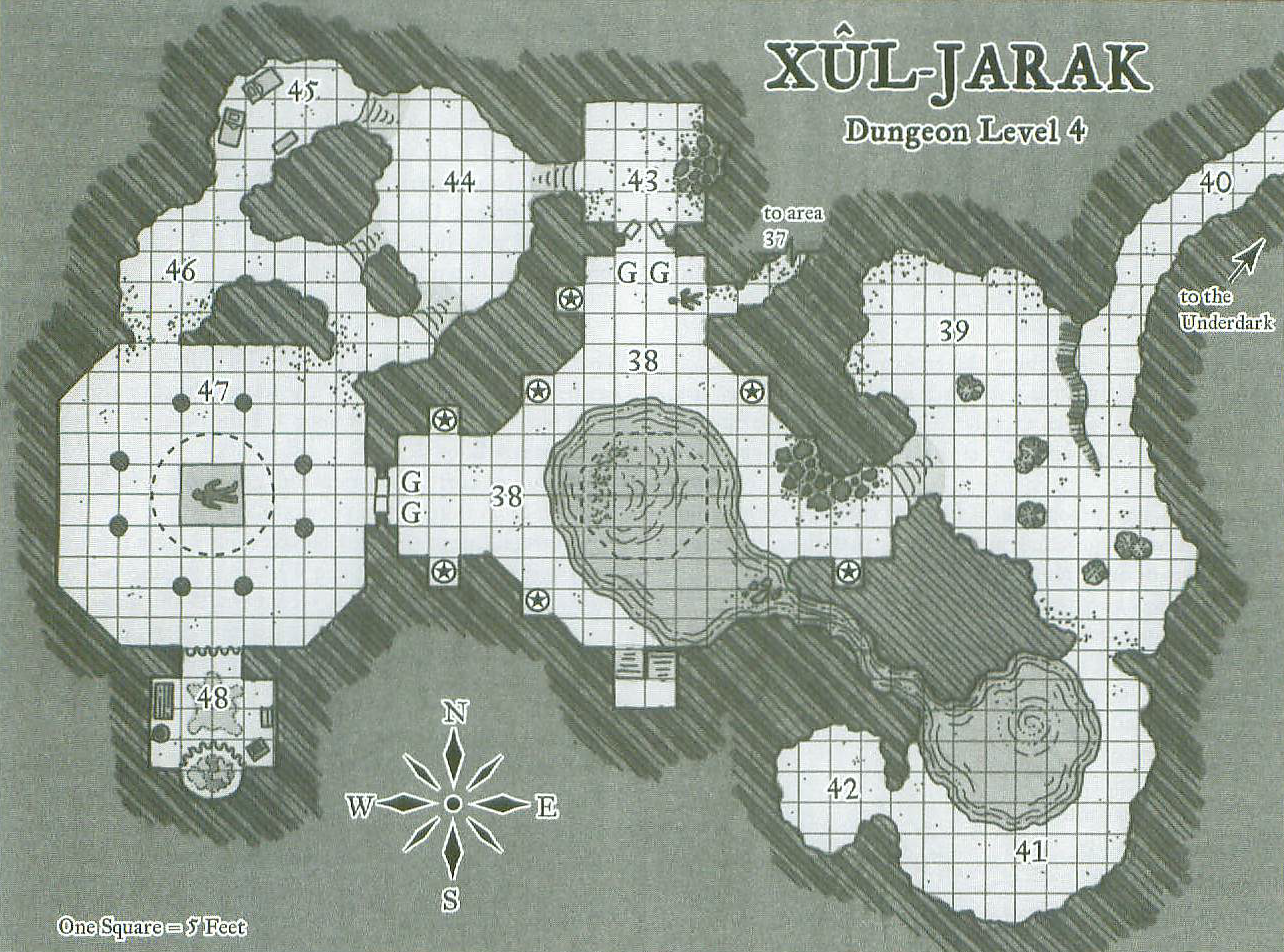 XÛL-JARAK
Dungeon Level 4
45
44
43
40
to area
37
G G
46
to the
Underdark
39
38
47
G
G
38
48
N
W E
S
42
41
One Square = 5 Feet